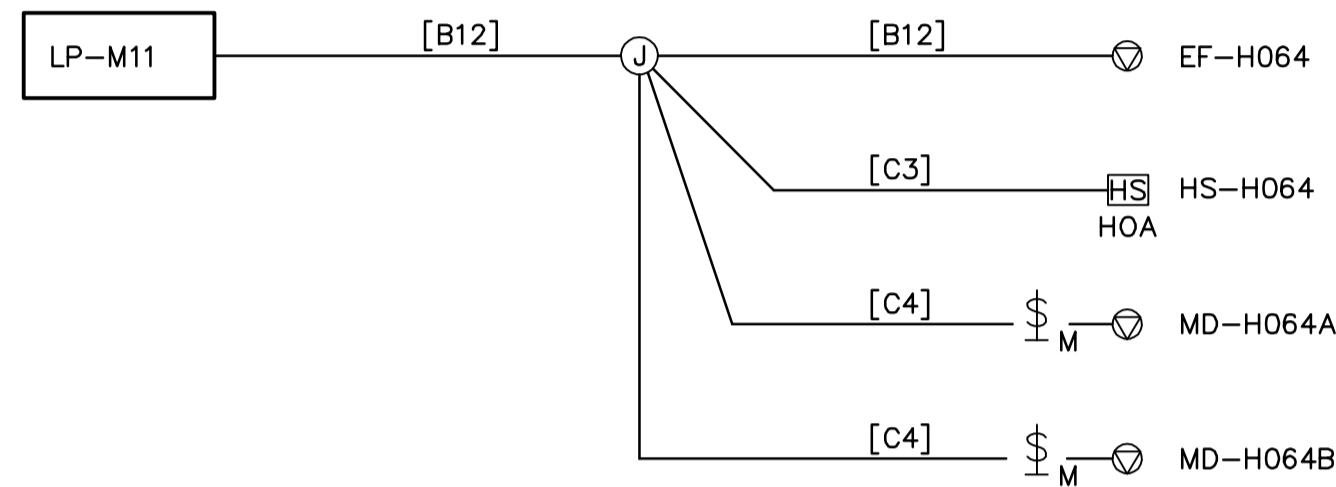 LP-M11
[B12]
J
[B12]
EF-H064
[C3]
HS
HS-H064
HOA
[C4]
$
M
MD-H064A
[C4]
$
M
MD-H064B